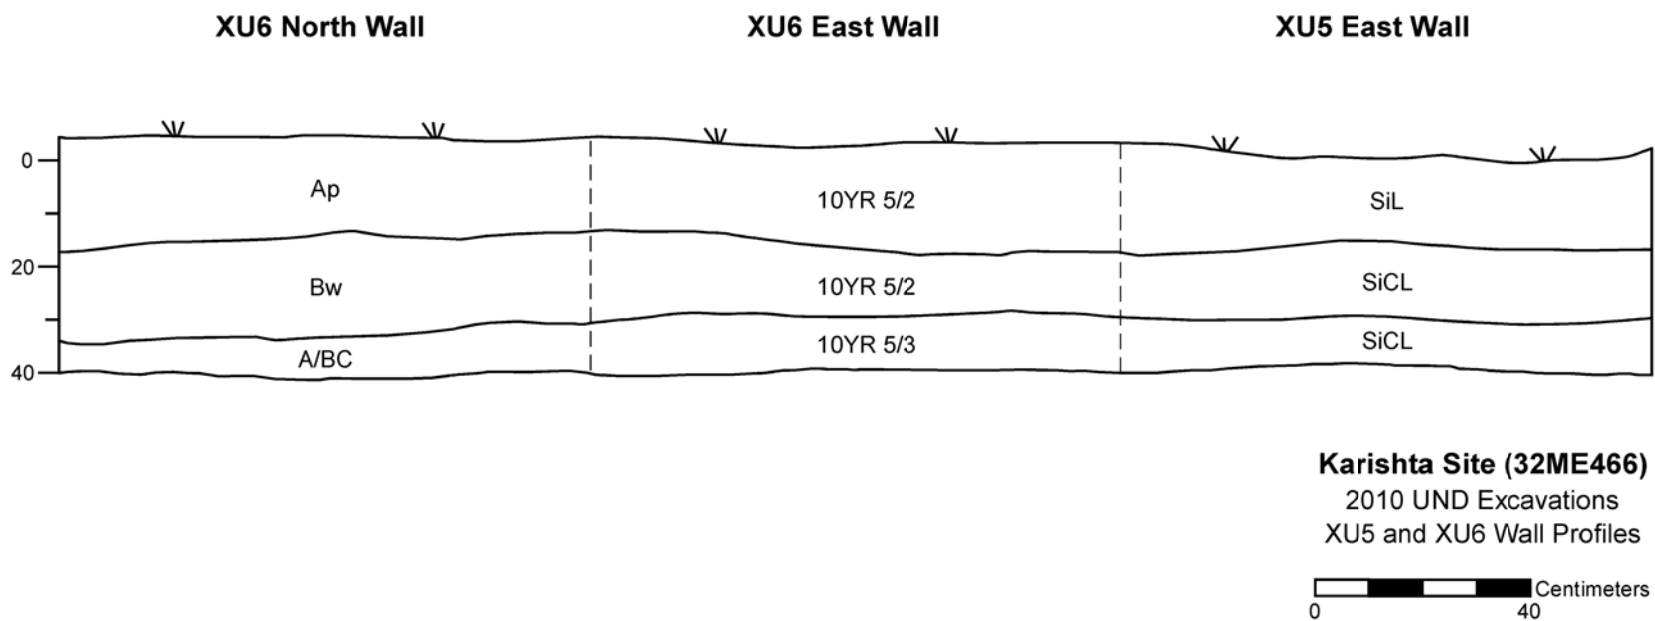 XU6 North Wall
XU6 East Wall
XU5 East Wall
0
Ap
10YR 5/2
SiL
20
Bw
10YR 5/2
SiCL
A/BC
10YR 5/3
SiCL
40
Karishta Site (32ME466)
2010 UND Excavations
XU5 and XU6 Wall Profiles
Centimeters
0
40